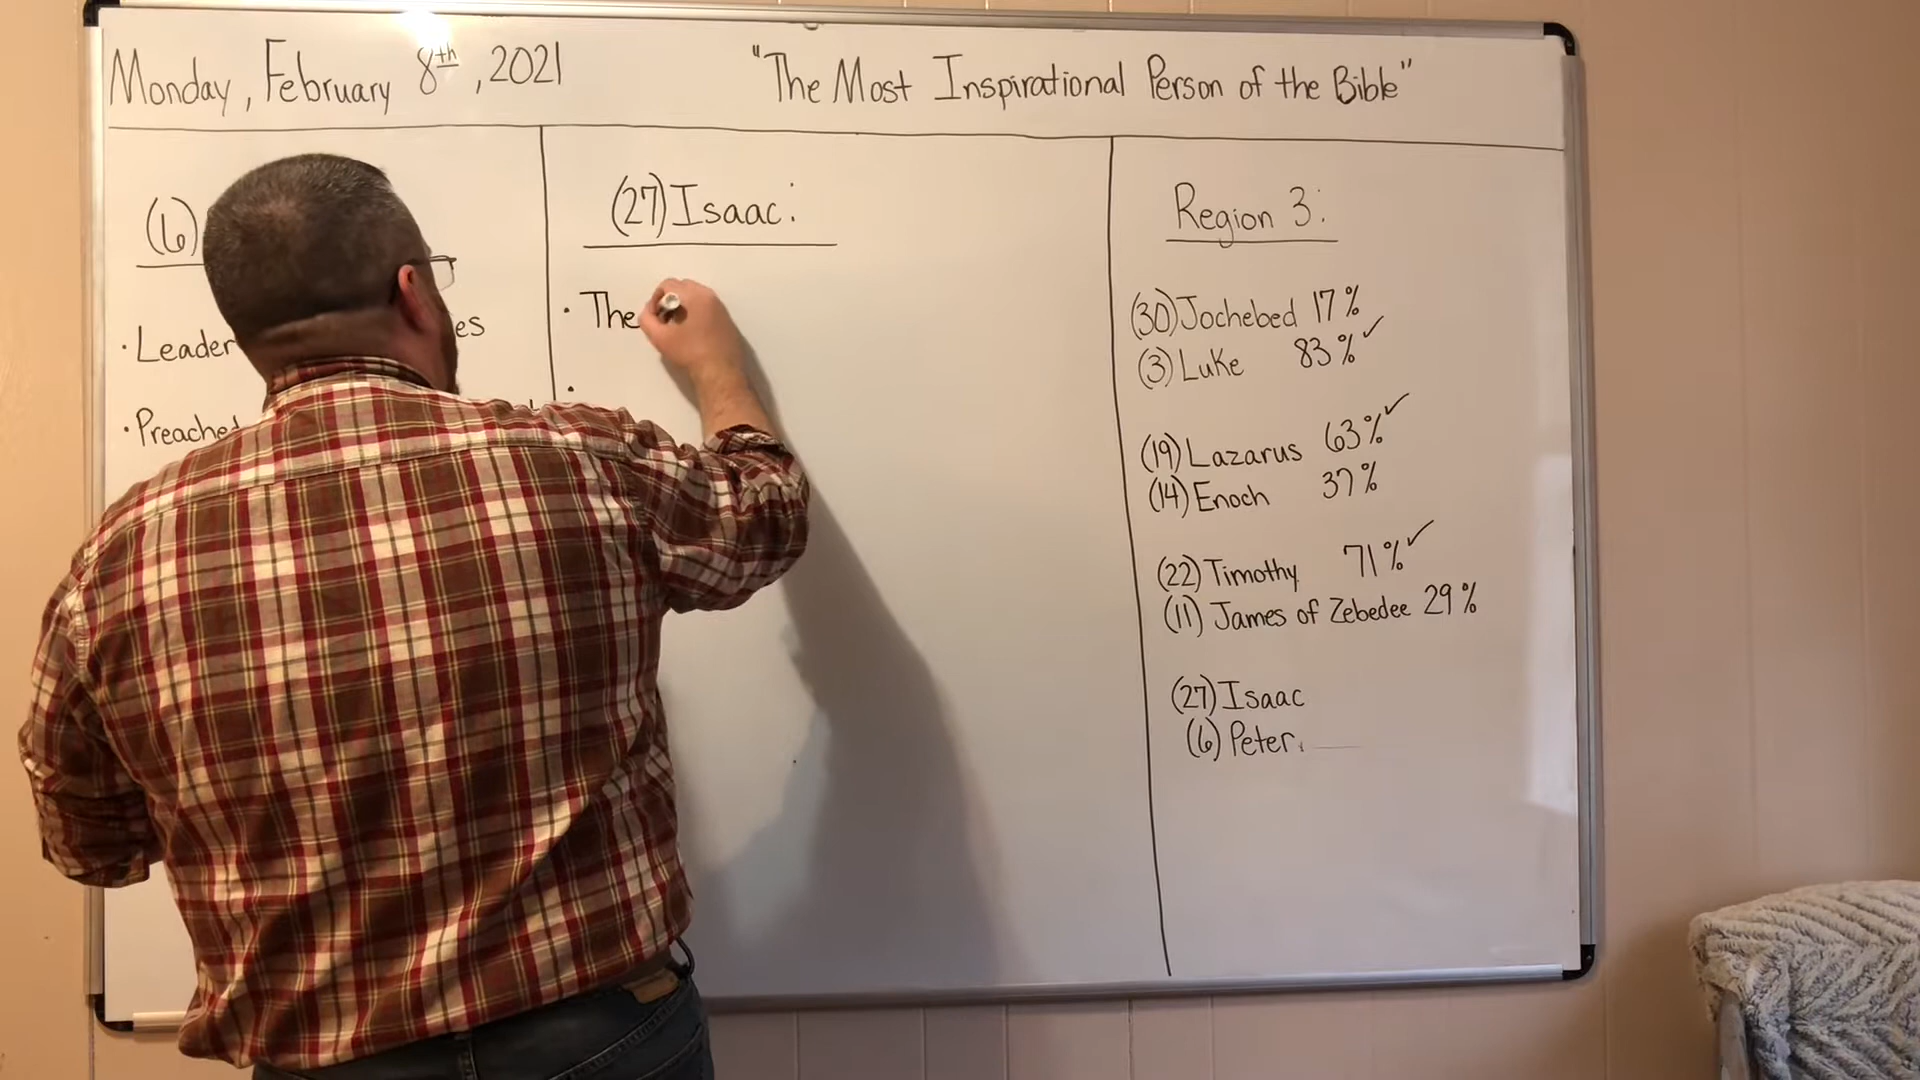 Monday, February 8th, 2021
"The Most Inspirational Person of the Bible"
(6)
· Leader
es
· Preached
(27) Isaac:
· The
·
Region 3:
(30) Jochebed 17%
(3) Luke 83% ✓
(19) Lazarus 63% ✓
(14) Enoch 37%
(22) Timothy 71% ✓
(11) James of Zebedee 29%
(27) Isaac
(6) Peter